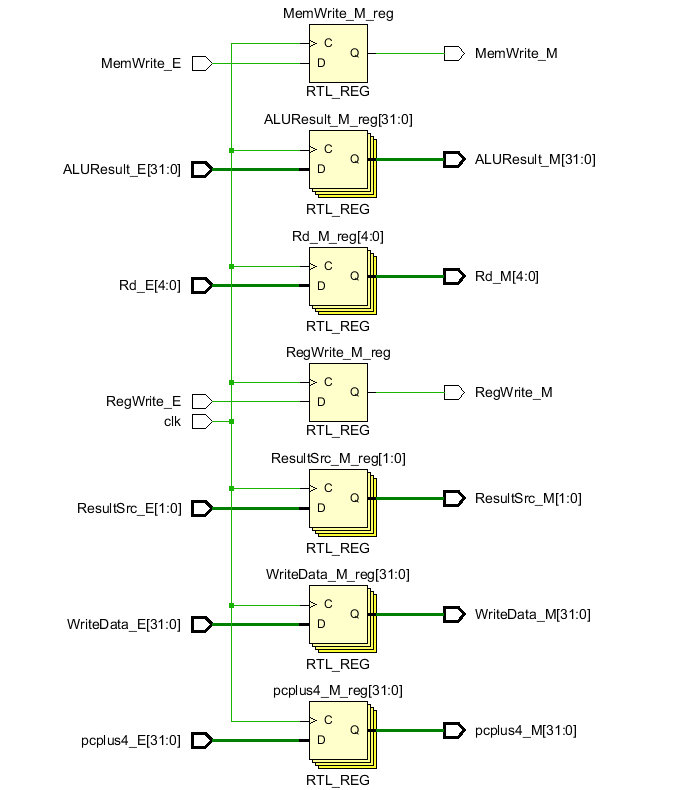 MemWrite_M_reg
C
Q
MemWrite_M
MemWrite_E
D
RTL_REG
ALUResult_M_reg[31:0]
C
Q
ALUResult_M[31:0]
ALUResult_E[31:0]
D
RTL_REG
Rd_M_reg[4:0]
C
Q
Rd_M[4:0]
Rd_E[4:0]
D
RTL_REG
RegWrite_M_reg
C
Q
RegWrite_M
RegWrite_E
D
clk
RTL_REG
ResultSrc_M_reg[1:0]
C
Q
ResultSrc_M[1:0]
ResultSrc_E[1:0]
D
RTL_REG
WriteData_M_reg[31:0]
C
Q
WriteData_M[31:0]
WriteData_E[31:0]
D
RTL_REG
pcplus4_M_reg[31:0]
C
Q
pcplus4_M[31:0]
pcplus4_E[31:0]
D
RTL_REG